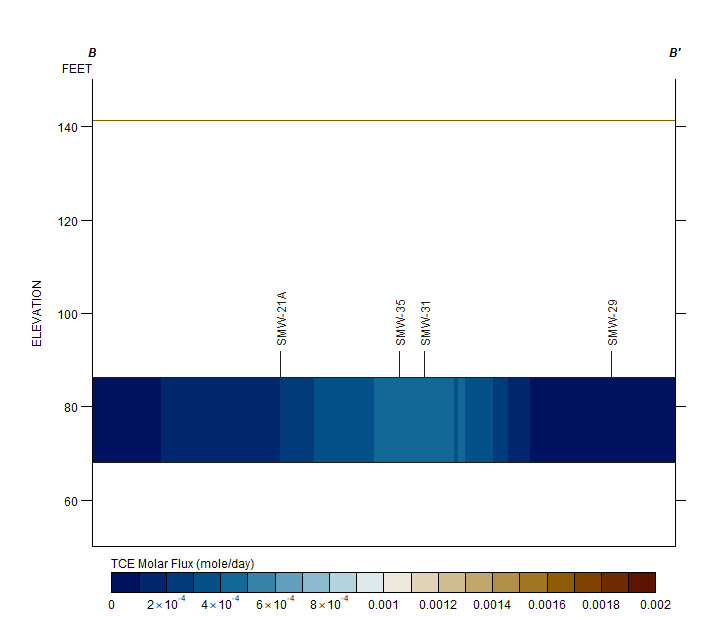 B B'
FEET
140
120
100
80
60
ELEVATION
SMW-21A
SMW-35
SMW-31
SMW-29
TCE Molar Flux (mole/day)
0 2×10⁻⁴ 4×10⁻⁴ 6×10⁻⁴ 8×10⁻⁴ 0.001 0.0012 0.0014 0.0016 0.0018 0.002